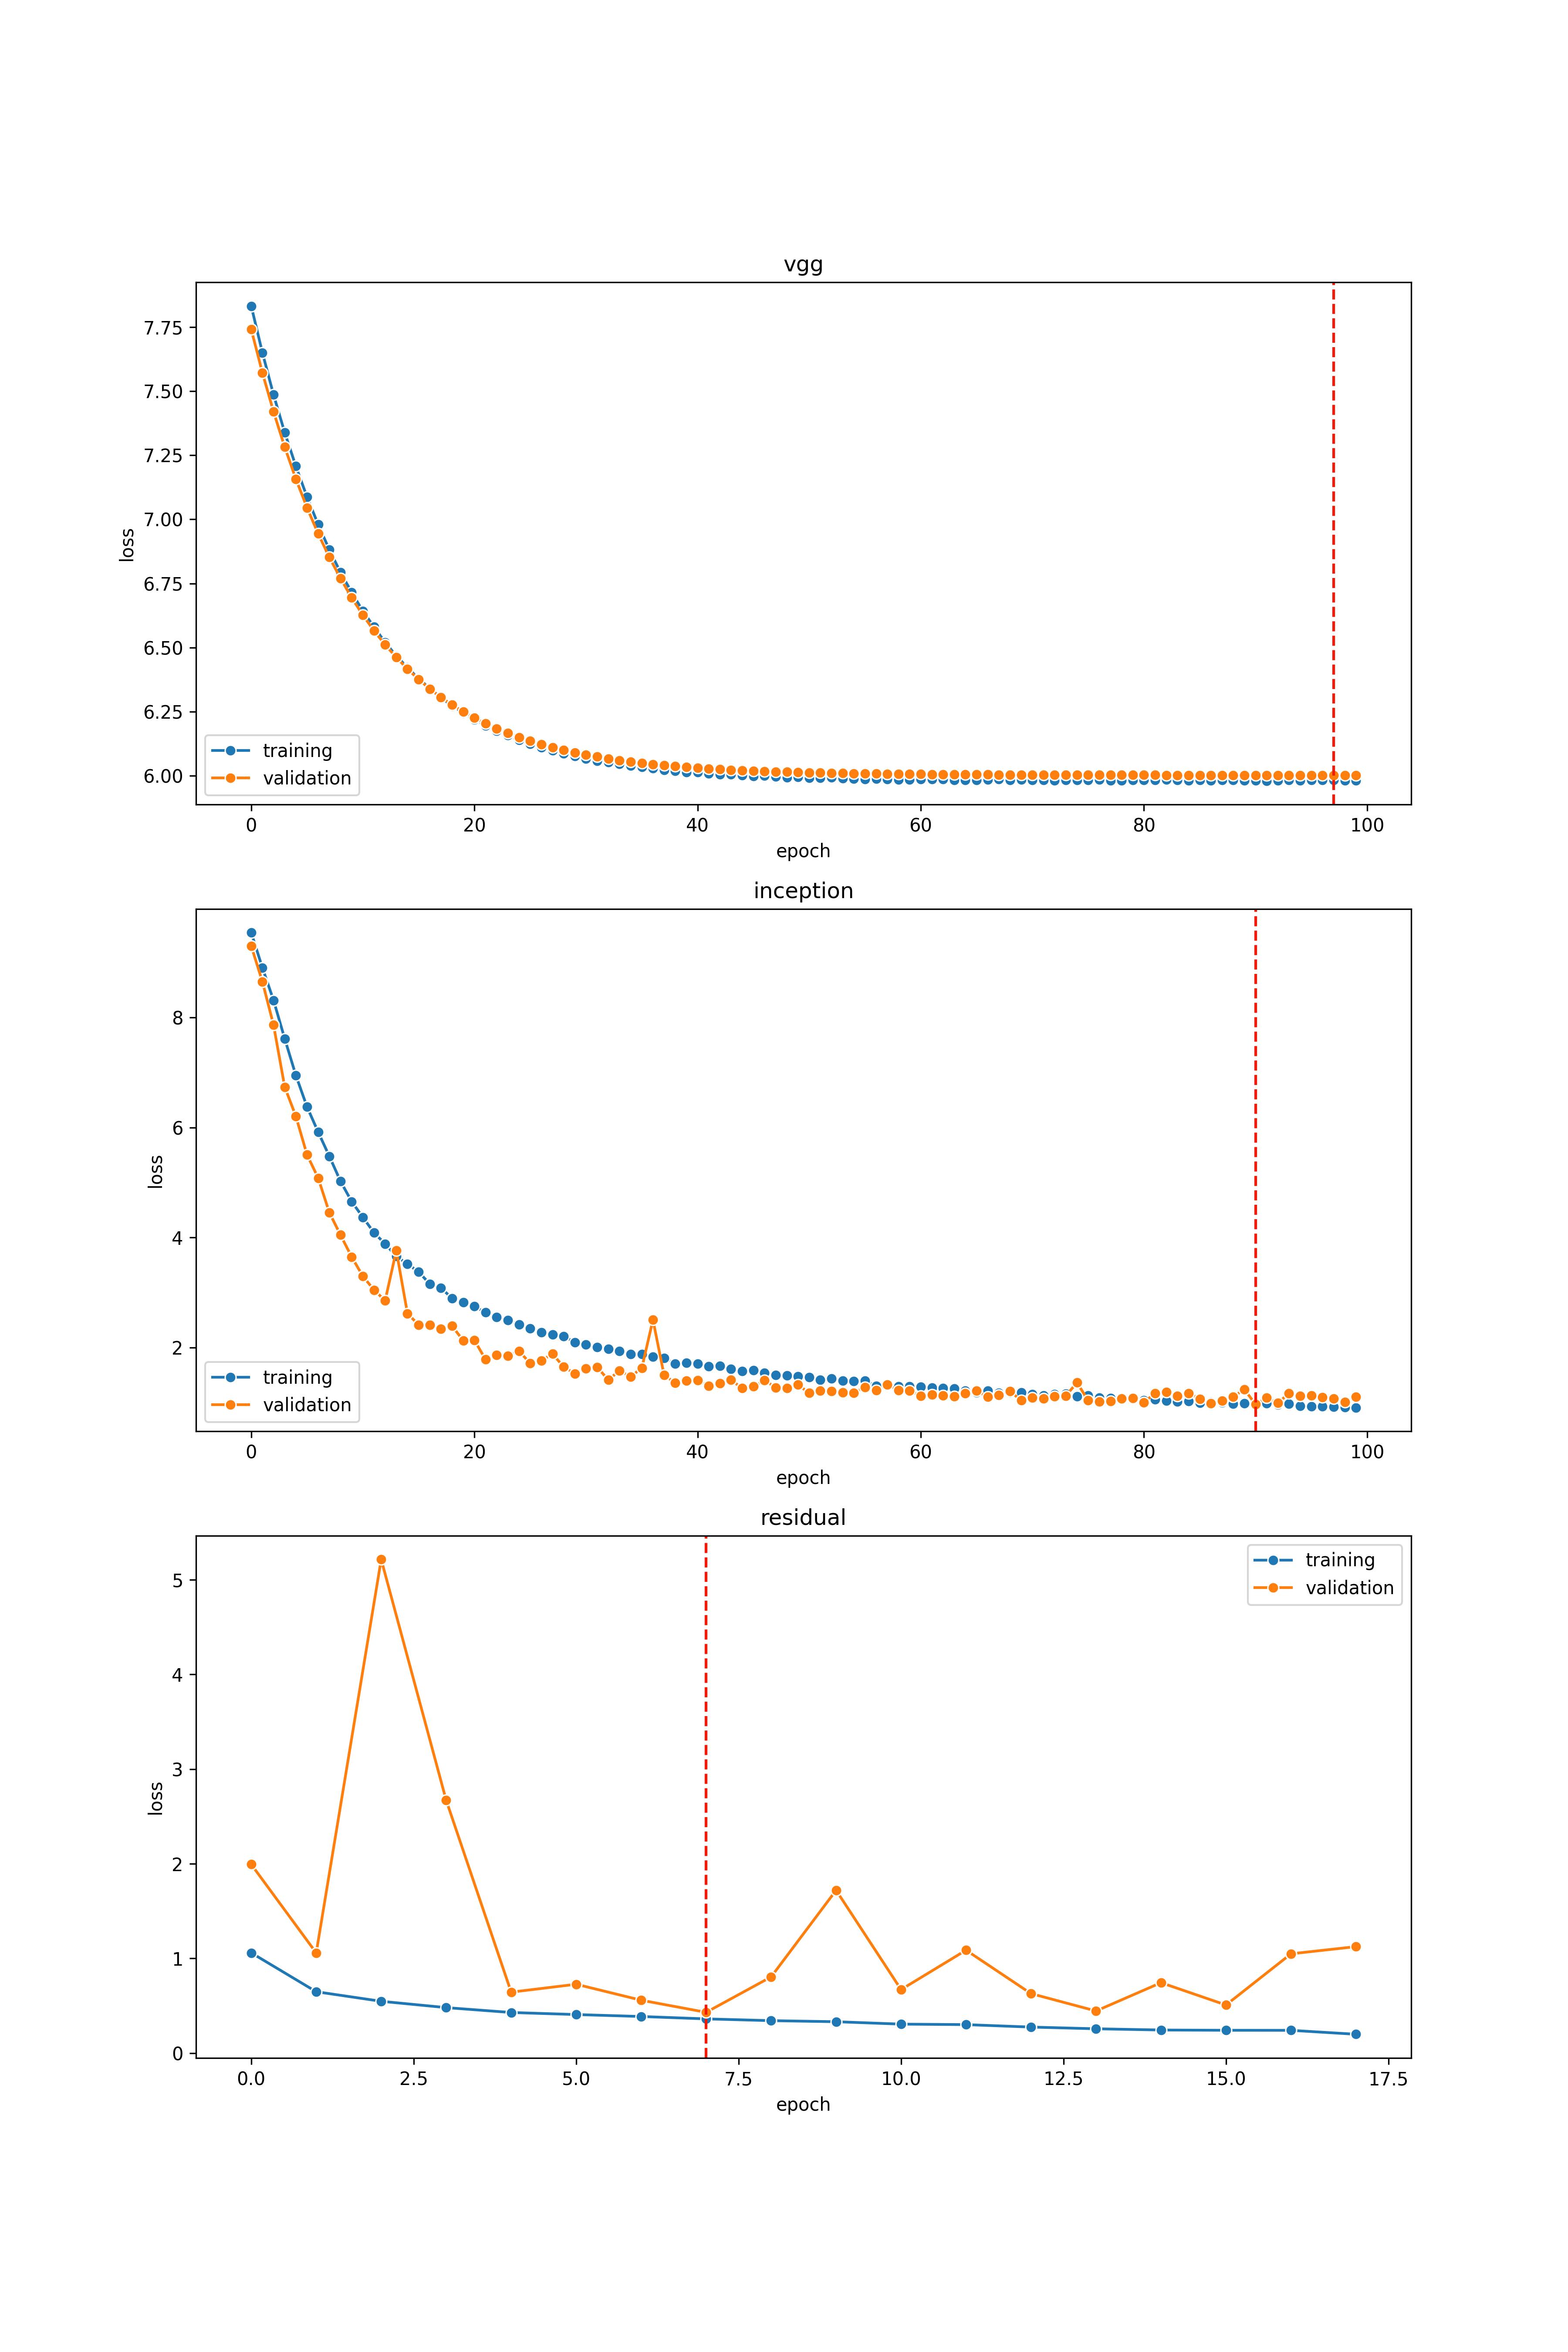 vgg
loss
7.75
7.50
7.25
7.00
6.75
6.50
6.25
6.00
training
validation
0 20 40 60 80 100
epoch
inception
loss
8
6
4
2
training
validation
0 20 40 60 80 100
epoch
residual
loss
5
4
3
2
1
0
training
validation
0.0 2.5 5.0 7.5 10.0 12.5 15.0 17.5
epoch